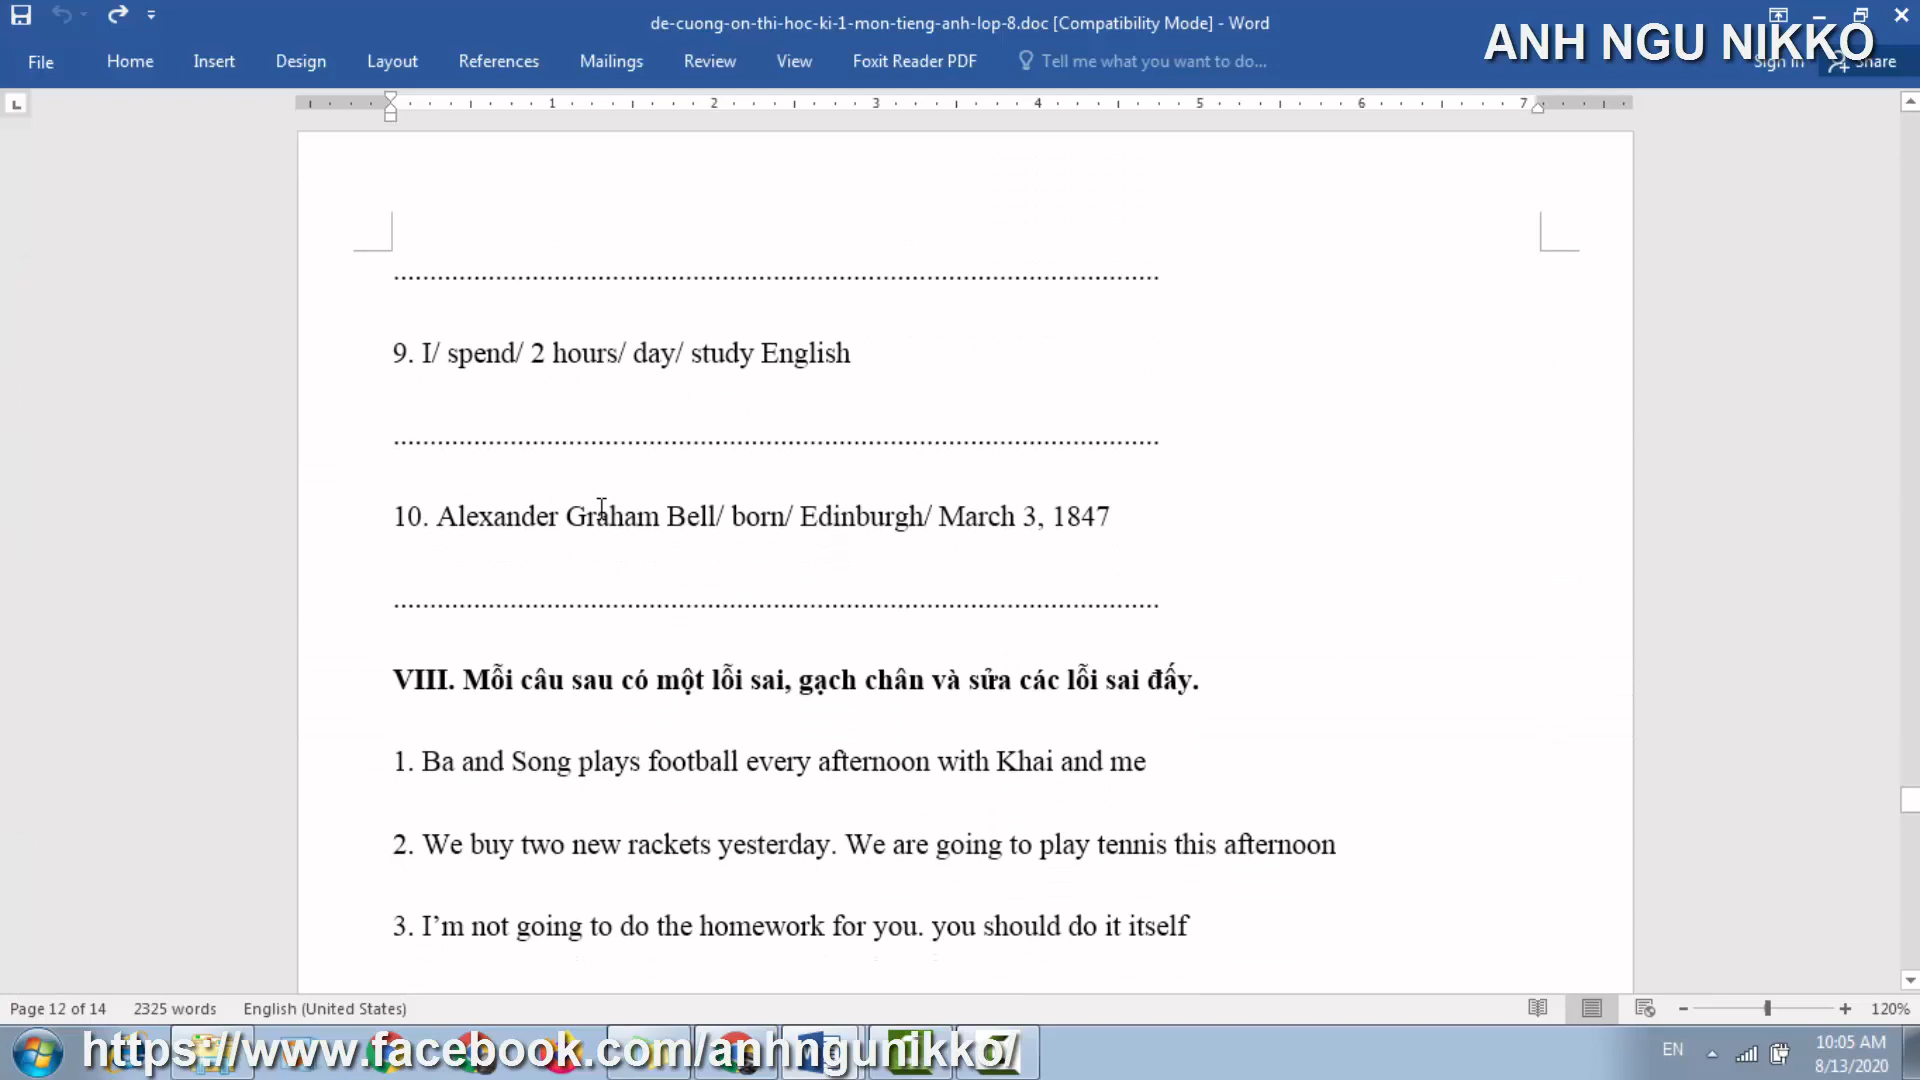 de-cuong-on-thi-hoc-ki-1-mon-tieng-anh-lop-8.doc [Compatibility Mode] - Word
ANH NGU NIKKO
File Home Insert Design Layout References Mailings Review View Foxit Reader PDF Tell me what you want to do... Sign in Share
1 2 3 4 5 6 7
................................................................................................
9. I/ spend/ 2 hours/ day/ study English
................................................................................................
10. Alexander Graham Bell/ born/ Edinburgh/ March 3, 1847
................................................................................................
VIII. Mỗi câu sau có một lỗi sai, gạch chân và sửa các lỗi sai đấy.
1. Ba and Song plays football every afternoon with Khai and me
2. We buy two new rackets yesterday. We are going to play tennis this afternoon
3. I’m not going to do the homework for you. you should do it itself
Page 12 of 14 2325 words English (United States) 120%
https://www.facebook.com/anhngunikko/
EN 10:05 AM
8/13/2020